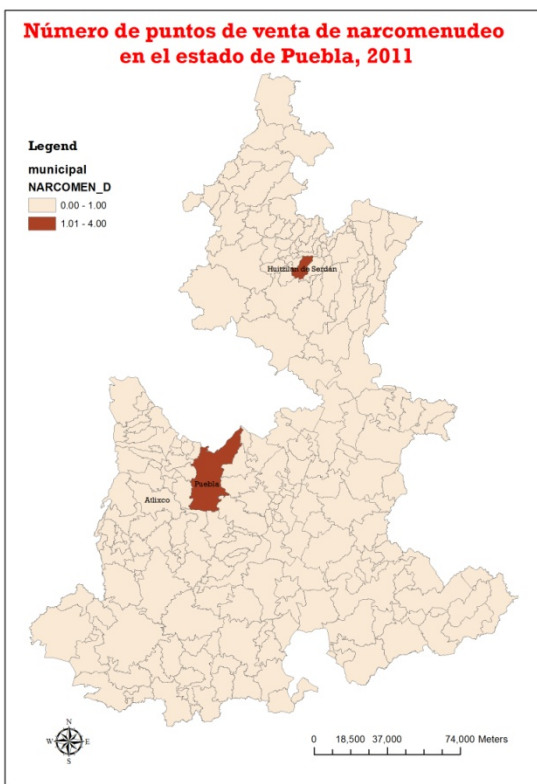 Número de puntos de venta de narcomenudeo
en el estado de Puebla, 2011
Legend
municipal
NARCOMEN_D
0.00 - 1.00
1.01 - 4.00
Huitzilan de Serdán
Puebla
Atlixco
N
W E
S
0 18,500 37,000 74,000 Meters